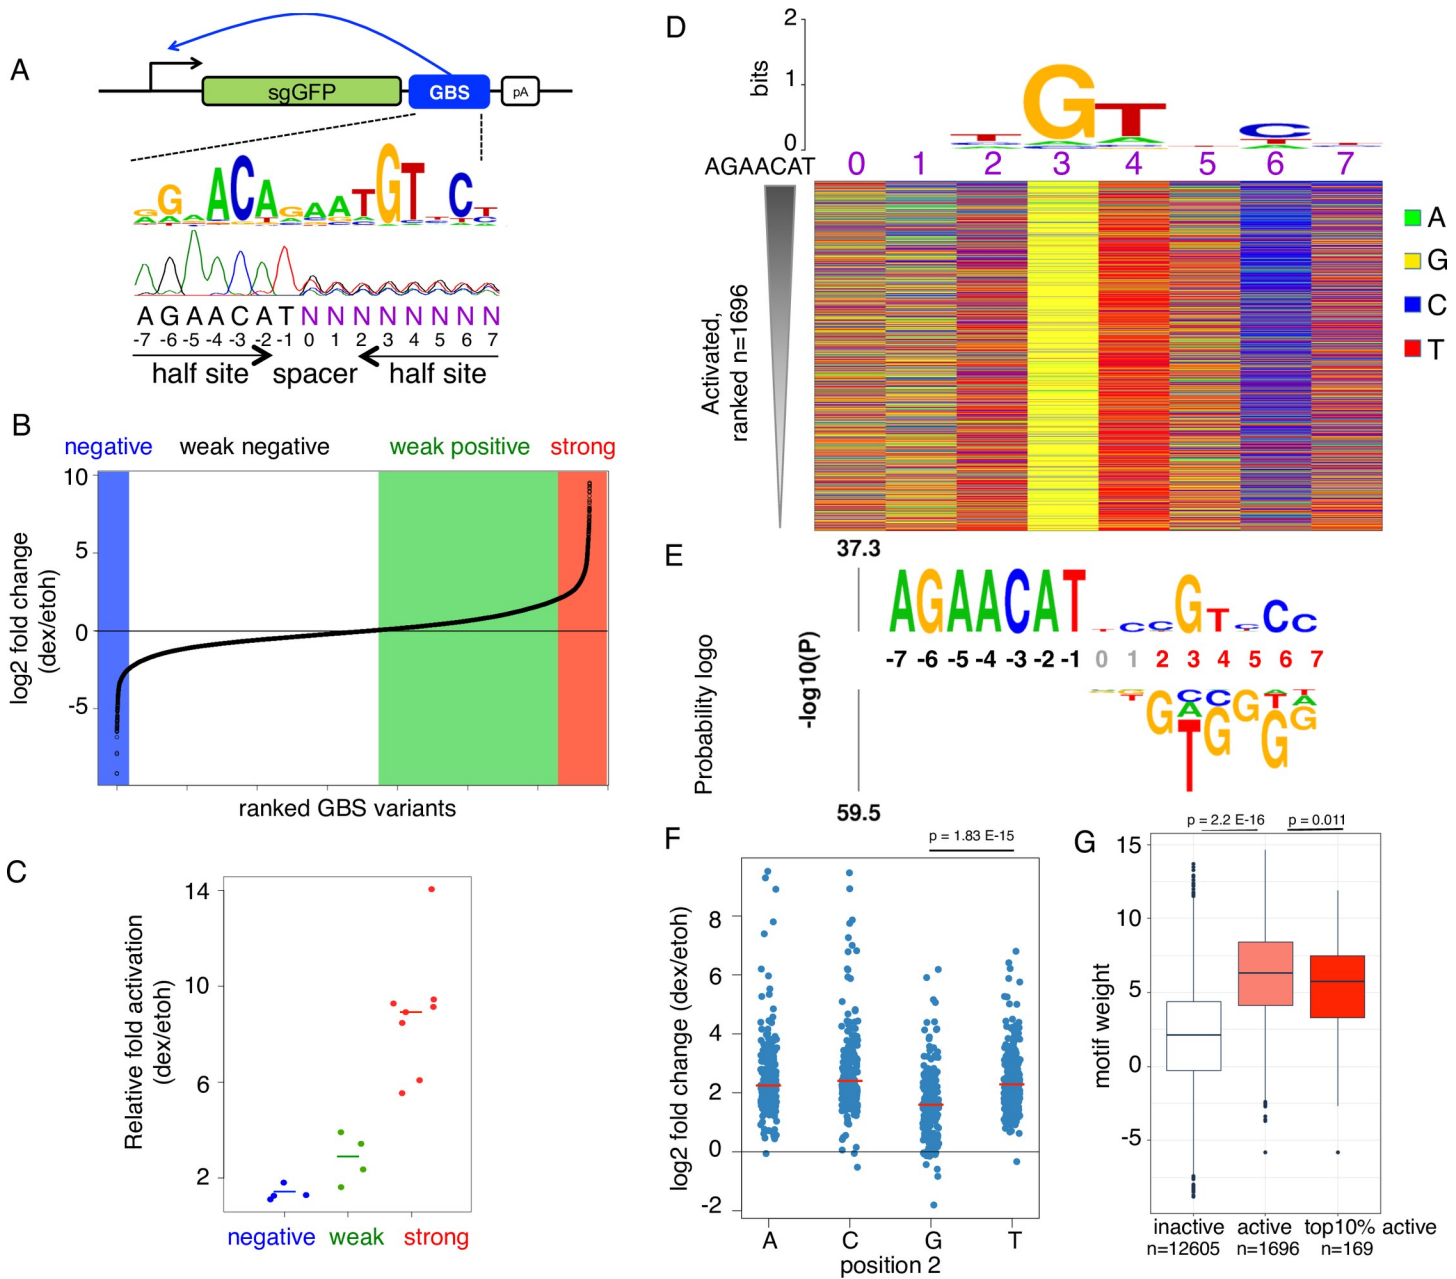 A
sgGFP
GBS
pA
AGAACATNNNNNNNN
-7 -6 -5 -4 -3 -2 -1 0 1 2 3 4 5 6 7
half site spacer half site
B
negative weak negative weak positive strong
log2 fold change
(dex/etoh)
10
5
0
-5
ranked GBS variants
C
Relative fold activation
(dex/etoh)
14
10
6
2
negative weak strong
D
bits
2
1
0
T G T C
AGAACAT 0 1 2 3 4 5 6 7
Activated,
ranked n=1696
A
G
C
T
E
Probability logo
-log10(P)
37.3
59.5
AGAACAT T C C G T C C C
-7 -6 -5 -4 -3 -2 -1 0 1 2 3 4 5 6 7
F
p = 1.83 E-15
log2 fold change (dex/etoh)
8
6
4
2
0
-2
A C G T
position 2
G
p = 2.2 E-16 p = 0.011
motif weight
15
10
5
0
-5
inactive active top10% active
n=12605 n=1696 n=169